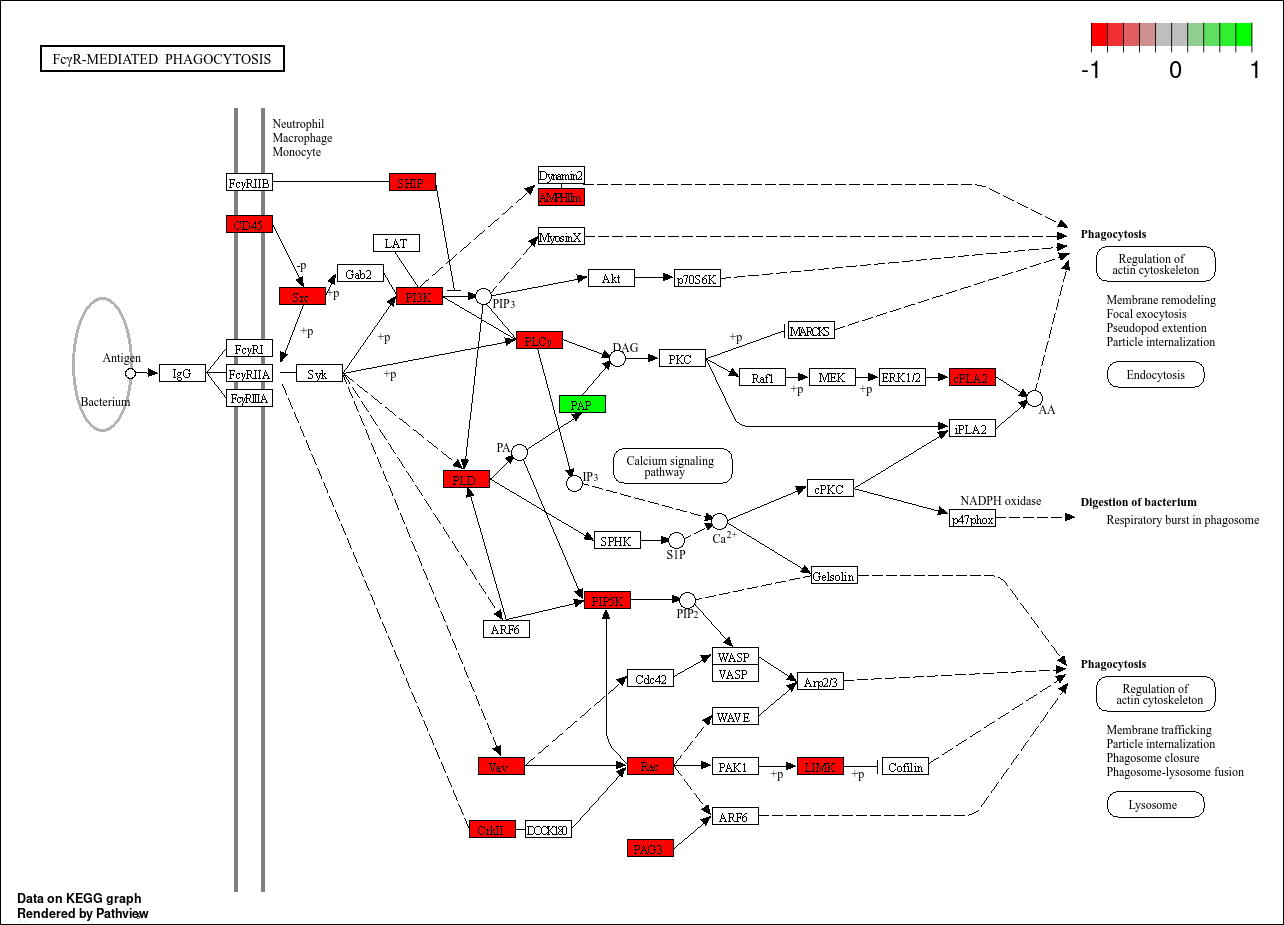 FcγR-MEDIATED PHAGOCYTOSIS
-1
0
1
Neutrophil
Macrophage
Monocyte
FcγRIIB
SHIP
Dynamin2
AMPHIIm
CD45
LAT
MyosinX
Phagocytosis
-p
Gab2
Akt
p70S6K
Regulation of
actin cytoskeleton
Src
+p
PI3K
PIP3
Membrane remodeling
Focal exocytosis
Pseudopod extention
Particle internalization
+p
+p
PLCγ
DAG
+p
MARCKS
FcγRI
Antigen
IgG
FcγRIIA
Syk
+p
PKC
Raf1
+p
MEK
+p
ERK1/2
cPLA2
Endocytosis
Bacterium
FcγRIIIA
PAP
AA
iPLA2
PA
PLD
IP3
Calcium signaling
pathway
cPKC
NADPH oxidase
p47phox
Digestion of bacterium
Respiratory burst in phagosome
SPHK
S1P
Ca2+
Gelsolin
PIP5K
PIP2
ARF6
WASP
VASP
Cdc42
Arp2/3
Phagocytosis
Regulation of
actin cytoskeleton
WAVE
Membrane trafficking
Particle internalization
Phagosome closure
Phagosome-lysosome fusion
Vav
Rac
PAK1
+p
LIMK
+p
Cofilin
Lysosome
CrkII
DOCK180
ARF6
PAG3
Data on KEGG graph
Rendered by Pathview